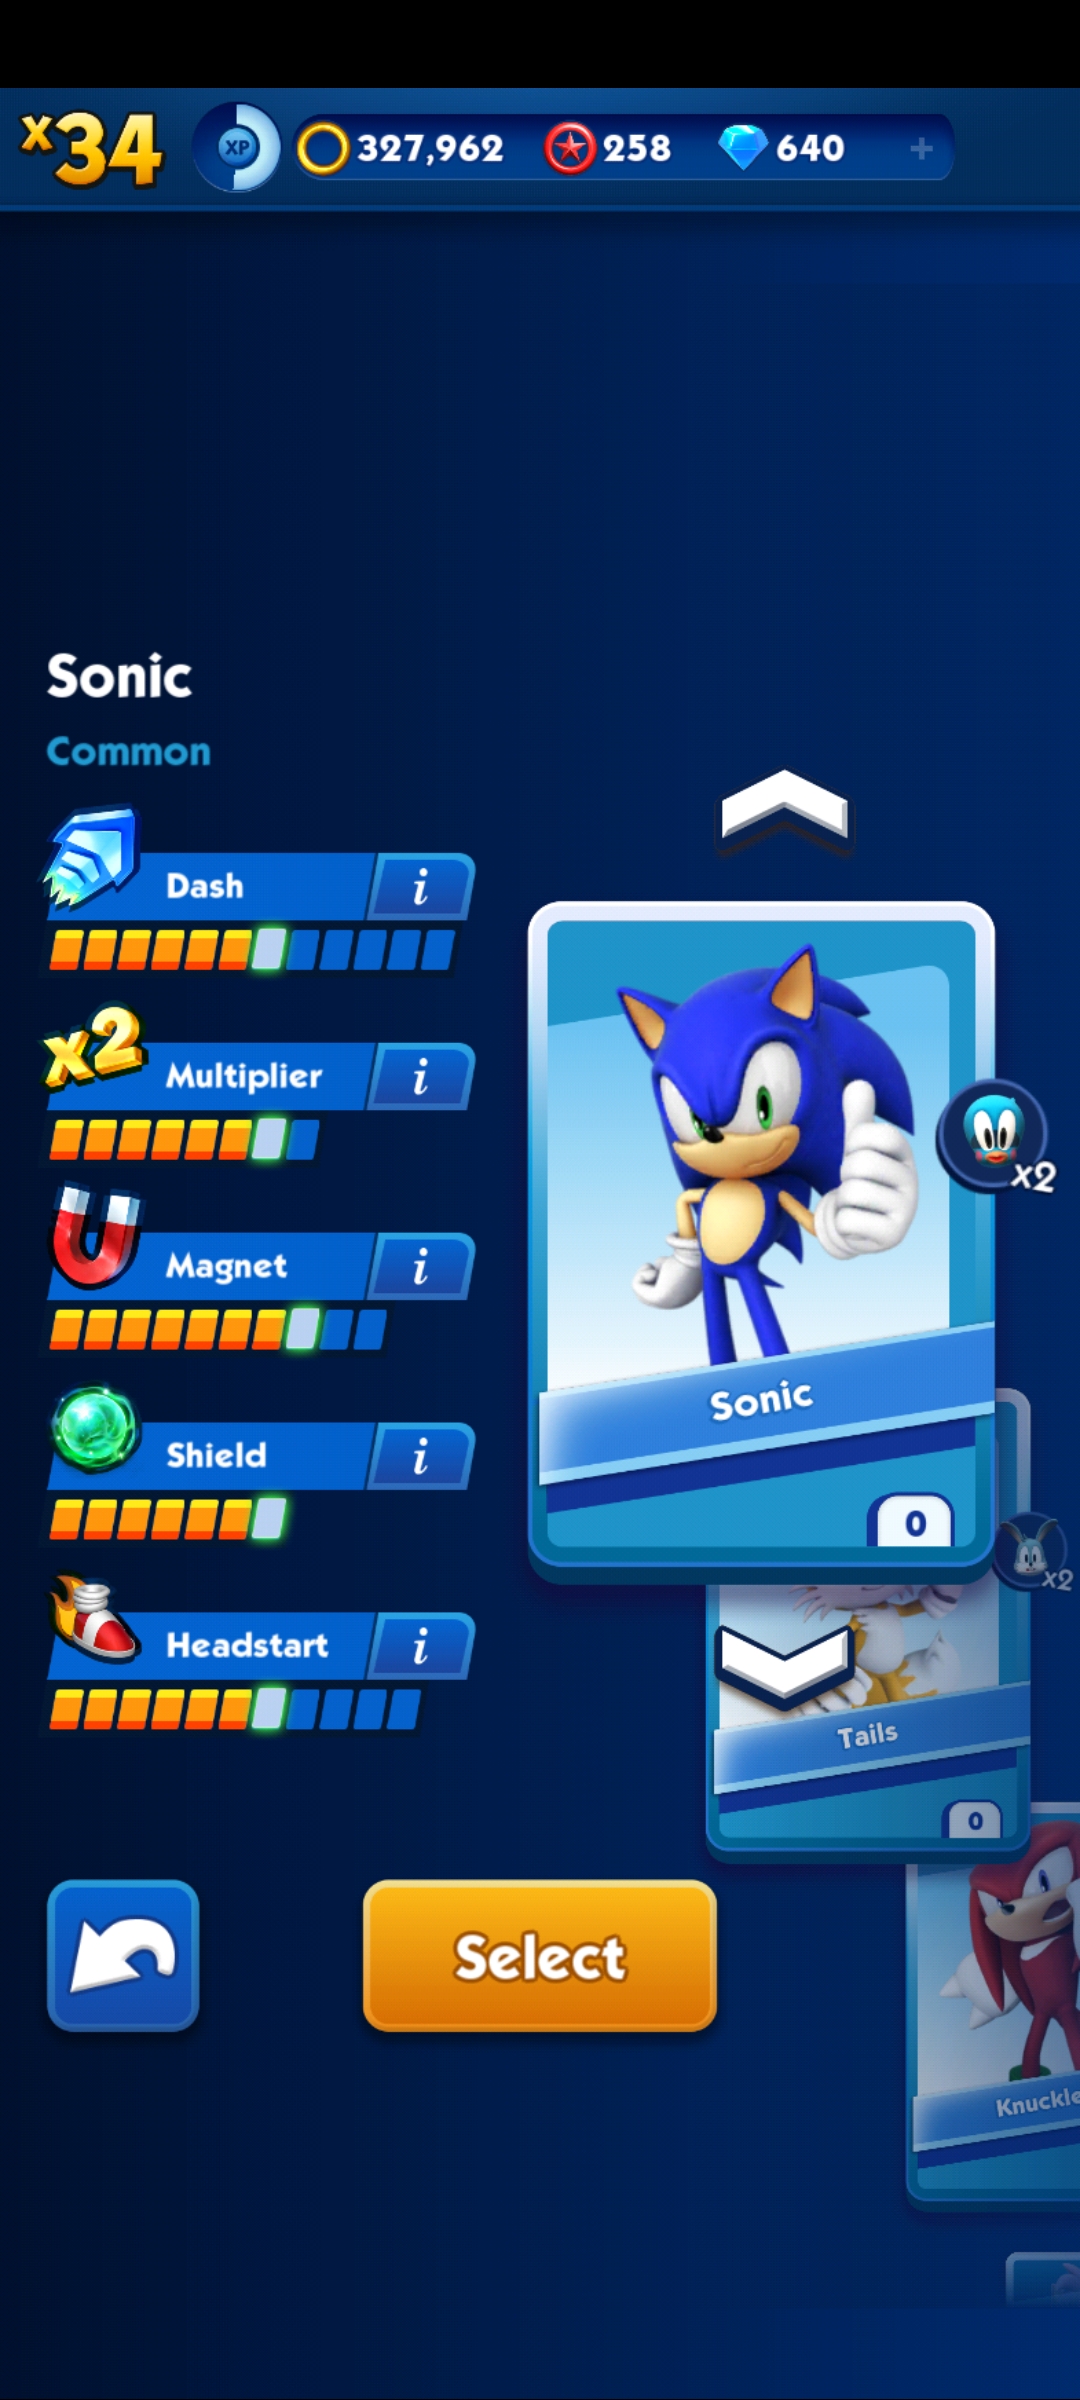 x34 XP 327,962 258 640 +
Sonic
Common
Dash i
x2 Multiplier i
Magnet i
x2
Sonic
Shield i
0
x2
Headstart i
Tails
0
Select
Knuckle